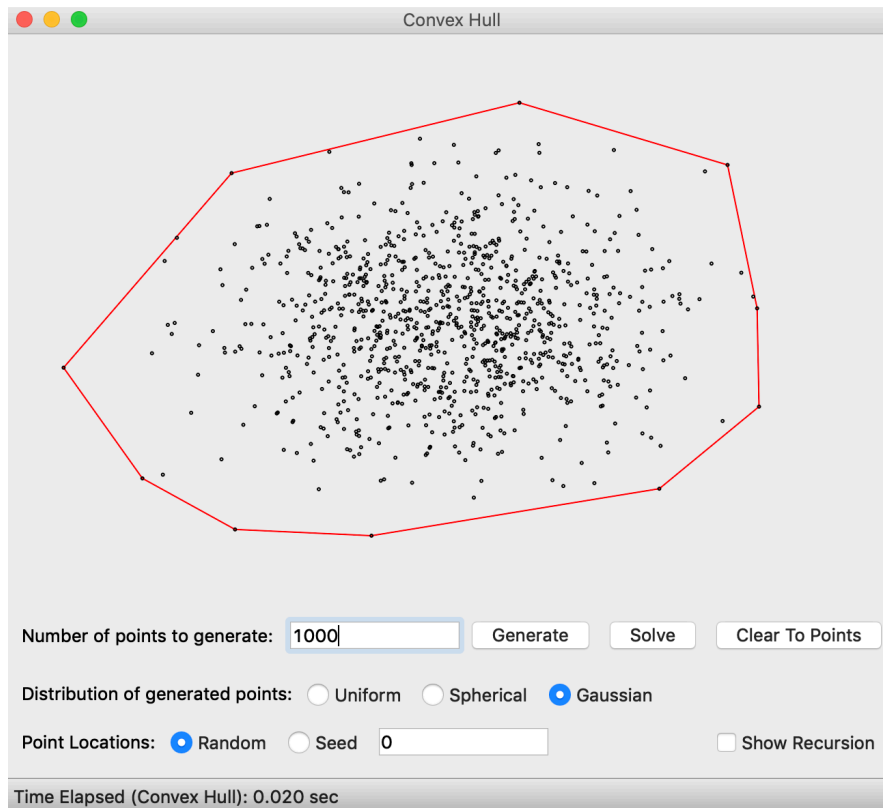 Convex Hull
Number of points to generate: 1000 Generate Solve Clear To Points
Distribution of generated points: Uniform Spherical Gaussian
Point Locations: Random Seed 0 Show Recursion
Time Elapsed (Convex Hull): 0.020 sec